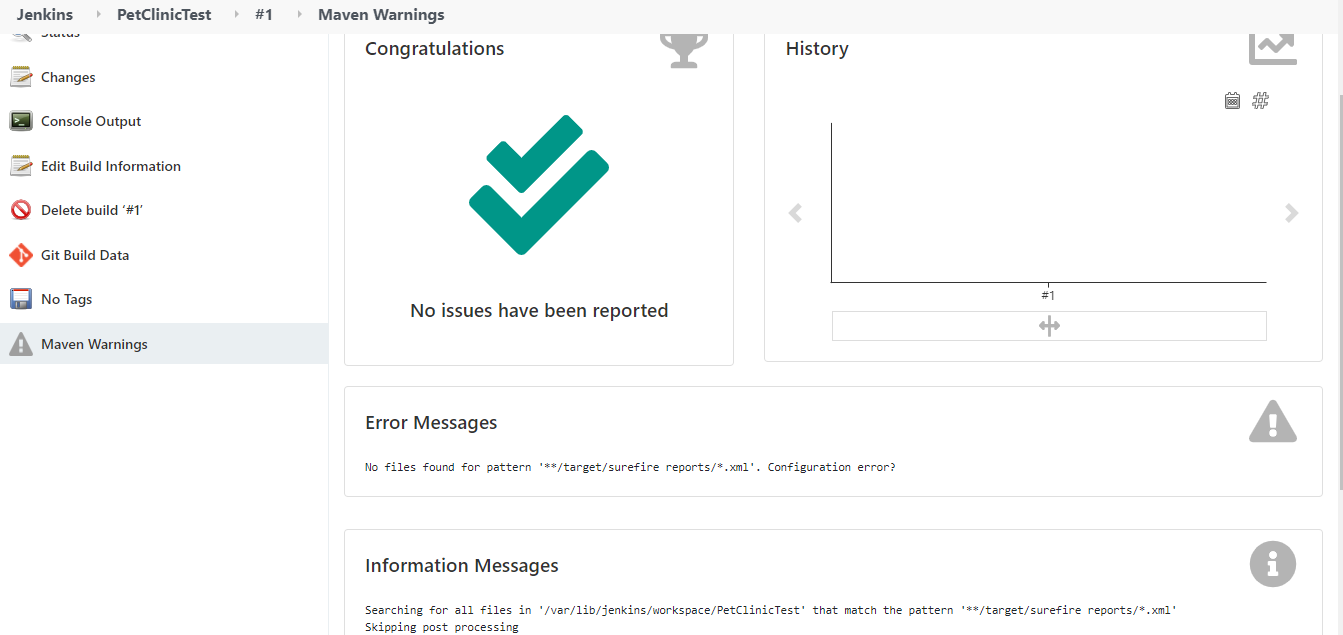 Jenkins PetClinicTest #1 Maven Warnings
Status
Changes
Console Output
Edit Build Information
Delete build ‘#1’
Git Build Data
No Tags
Maven Warnings
Congratulations
No issues have been reported
History
#1
Error Messages
No files found for pattern '**/target/surefire reports/*.xml'. Configuration error?
Information Messages
Searching for all files in '/var/lib/jenkins/workspace/PetClinicTest' that match the pattern '**/target/surefire reports/*.xml'
Skipping post processing